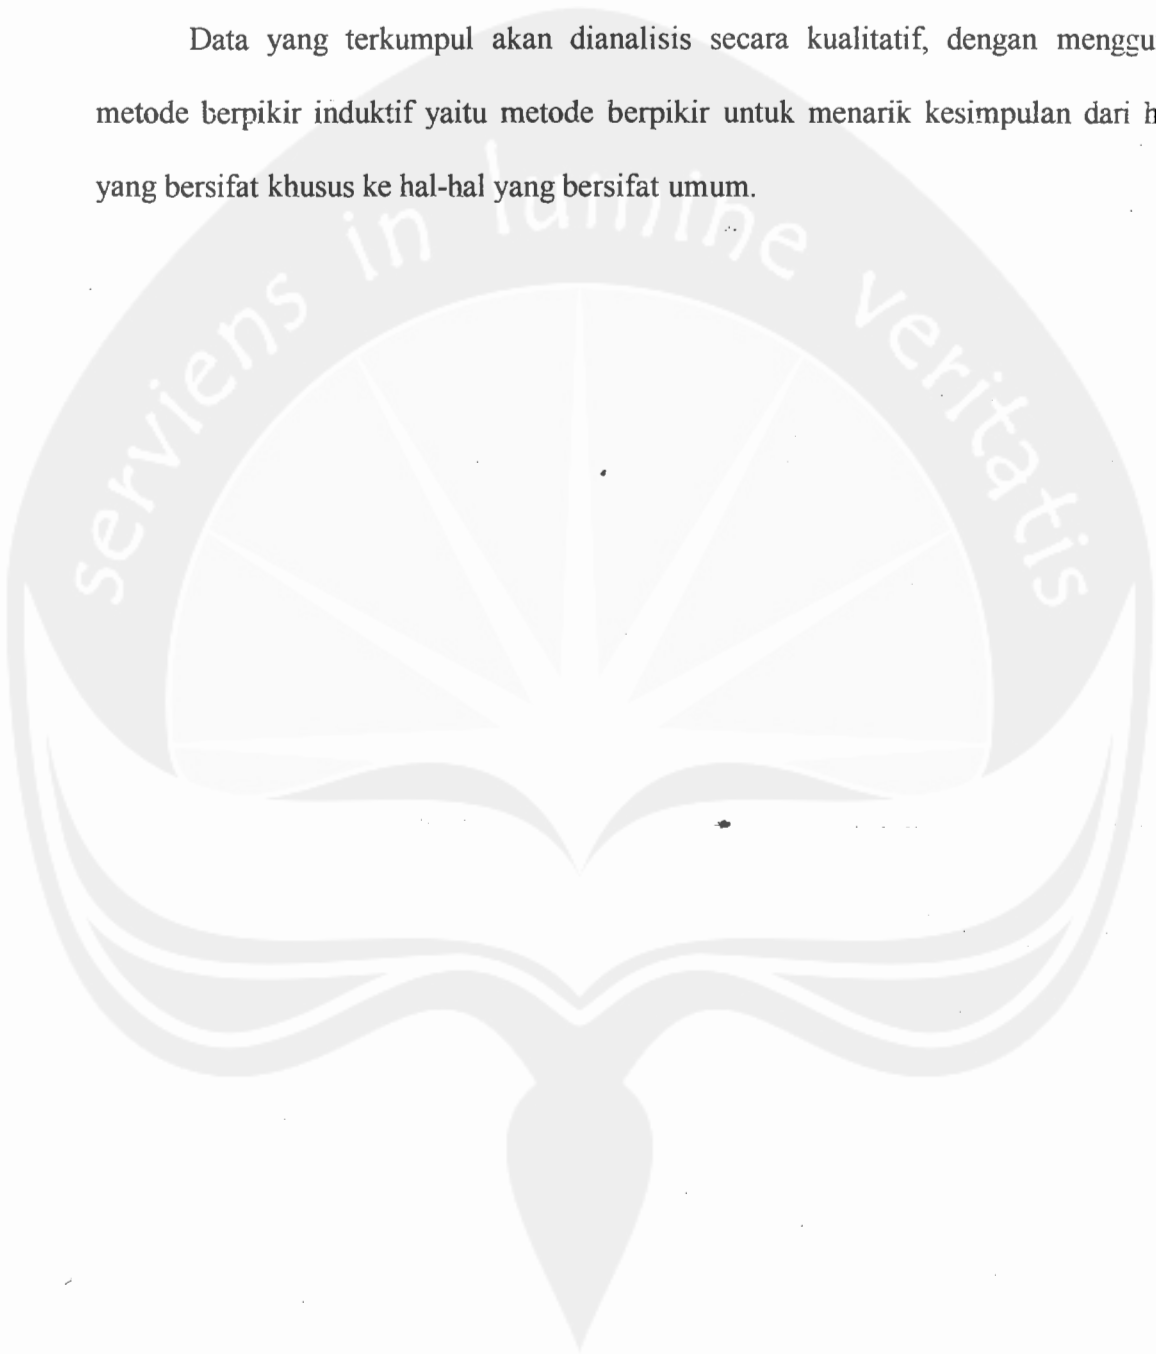 Data yang terkumpul akan dianalisis secara kualitatif, dengan menggu
metode berpikir induktif yaitu metode berpikir untuk menarik kesimpulan dari h
yang bersifat khusus ke hal-hal yang bersifat umum.
serviens in lumine veritatis